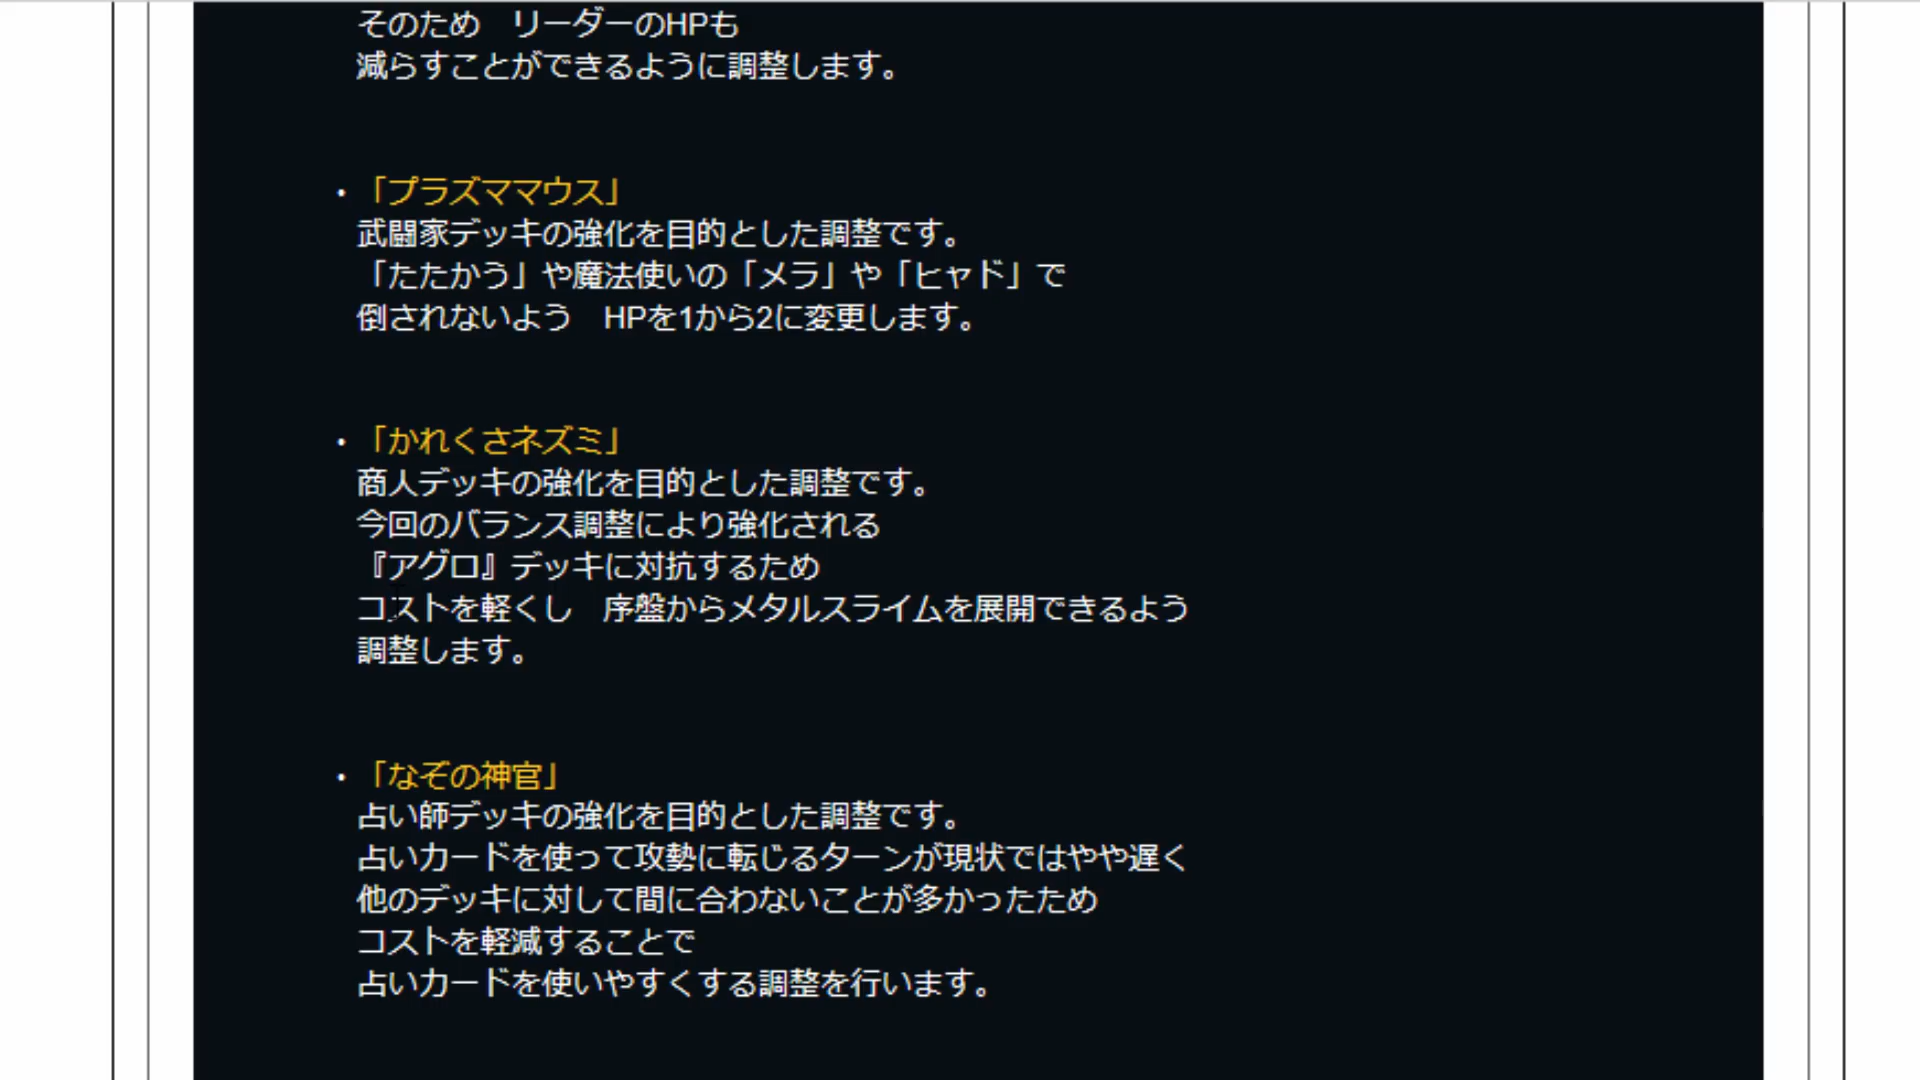 そのため　リーダーのHPも
減らすことができるように調整します。
・「プラズママウス」
武闘家デッキの強化を目的とした調整です。
「たたかう」や魔法使いの「メラ」や「ヒャド」で
倒されないよう　HPを1から2に変更します。
・「かれくさネズミ」
商人デッキの強化を目的とした調整です。
今回のバランス調整により強化される
『アグロ』デッキに対抗するため
コストを軽くし　序盤からメタルスライムを展開できるよう
調整します。
・「なぞの神官」
占い師デッキの強化を目的とした調整です。
占いカードを使って攻勢に転じるターンが現状ではやや遅く
他のデッキに対して間に合わないことが多かったため
コストを軽減することで
占いカードを使いやすくする調整を行います。